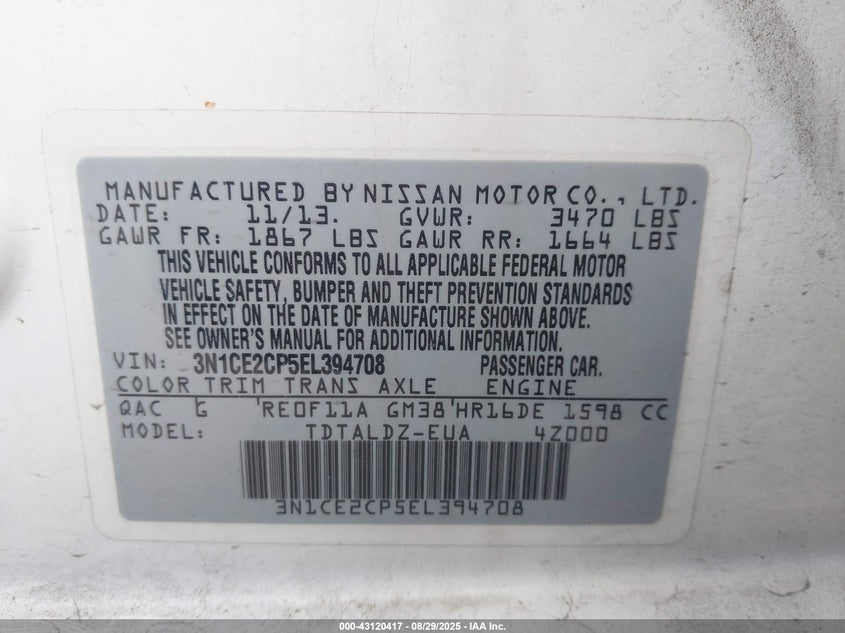 MANUFACTURED BY NISSAN MOTOR CO., LTD.
DATE: 11/13. GVWR: 3470 LBS
GAWR FR: 1867 LBS GAWR RR: 1664 LBS
THIS VEHICLE CONFORMS TO ALL APPLICABLE FEDERAL MOTOR
VEHICLE SAFETY, BUMPER AND THEFT PREVENTION STANDARDS
IN EFFECT ON THE DATE OF MANUFACTURE SHOWN ABOVE.
SEE OWNER'S MANUAL FOR ADDITIONAL INFORMATION.
VIN: 3N1CE2CP5EL394708 PASSENGER CAR.
COLOR TRIM TRANS AXLE ENGINE
QAC G 'RE0F11A GM38'HR16DE 1598 CC
MODEL: TDTALDZ-EUA 4Z000
3N1CE2CP5EL394708
000-43120417 - 08/29/2025 - IAA Inc.